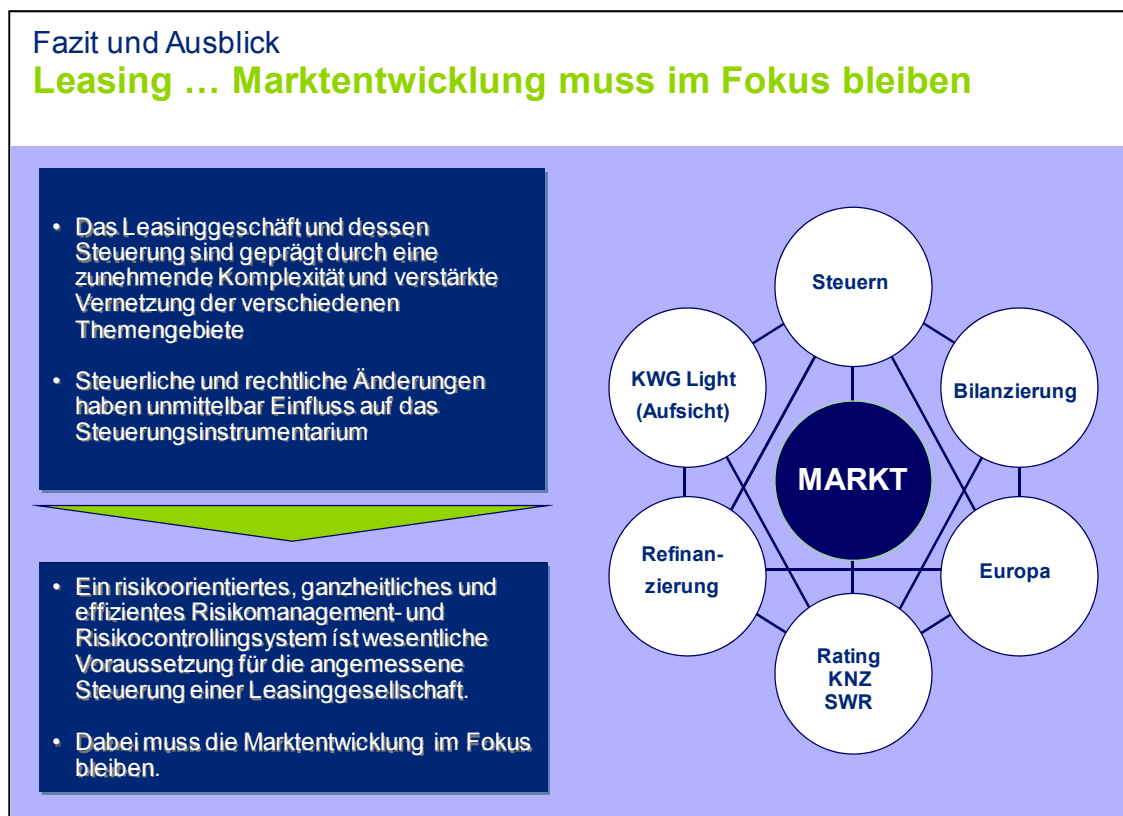 Fazit und Ausblick
Leasing … Marktentwicklung muss im Fokus bleiben
• Das Leasinggeschäft und dessen
Steuerung sind geprägt durch eine
zunehmende Komplexität und verstärkte
Vernetzung der verschiedenen
Themengebiete
• Steuerliche und rechtliche Änderungen
haben unmittelbar Einfluss auf das
Steuerungsinstrumentarium
• Ein risikoorientiertes, ganzheitliches und
effizientes Risikomanagement- und
Risikocontrollingsystem íst wesentliche
Voraussetzung für die angemessene
Steuerung einer Leasinggesellschaft.
• Dabei muss die Marktentwicklung im Fokus
bleiben.
Steuern
KWG Light
(Aufsicht)
Bilanzierung
MARKT
Refinan-
zierung
Europa
Rating
KNZ
SWR